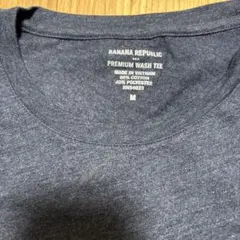 BANANA REPUBLIC
PREMIUM WASH TEE
MADE IN VIETNAM
60% COTTON
40% POLYESTER
M